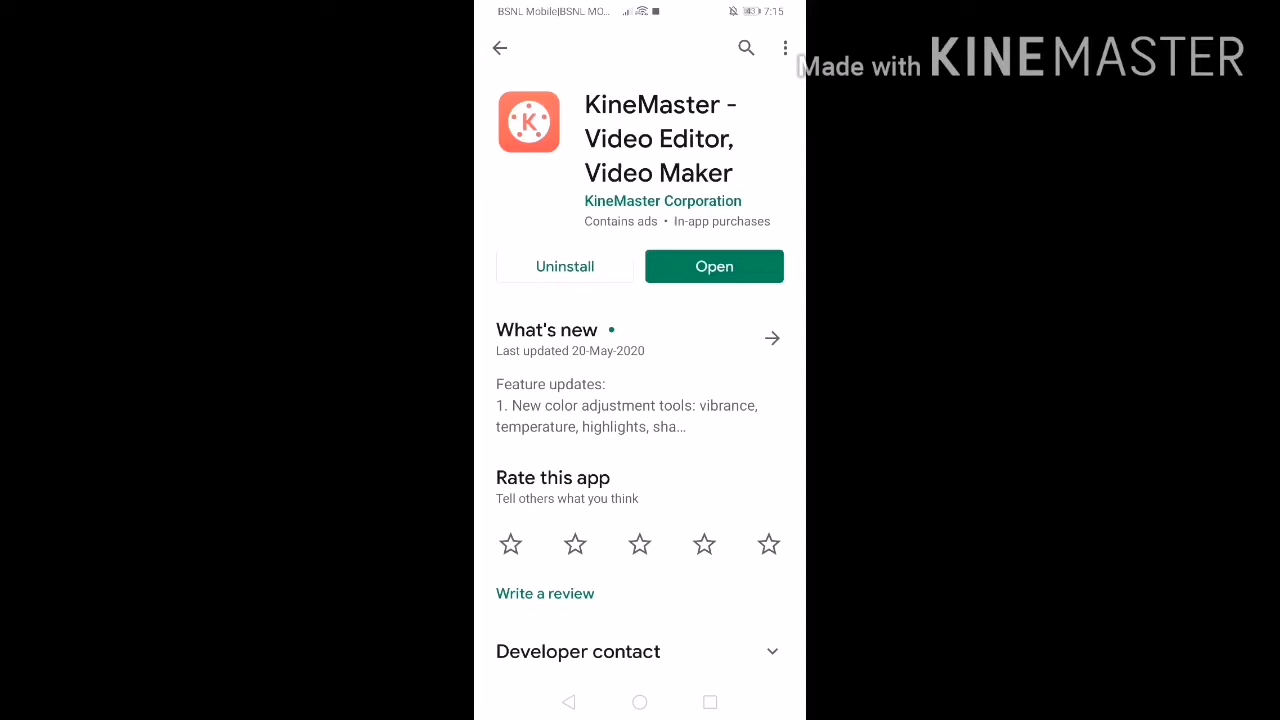 BSNL Mobile|BSNL MO... 43 7:15
Made with KINEMASTER
KineMaster -
Video Editor,
Video Maker
KineMaster Corporation
Contains ads • In-app purchases
Uninstall
Open
What's new •
Last updated 20-May-2020
Feature updates:
1. New color adjustment tools: vibrance,
temperature, highlights, sha...
Rate this app
Tell others what you think
Write a review
Developer contact